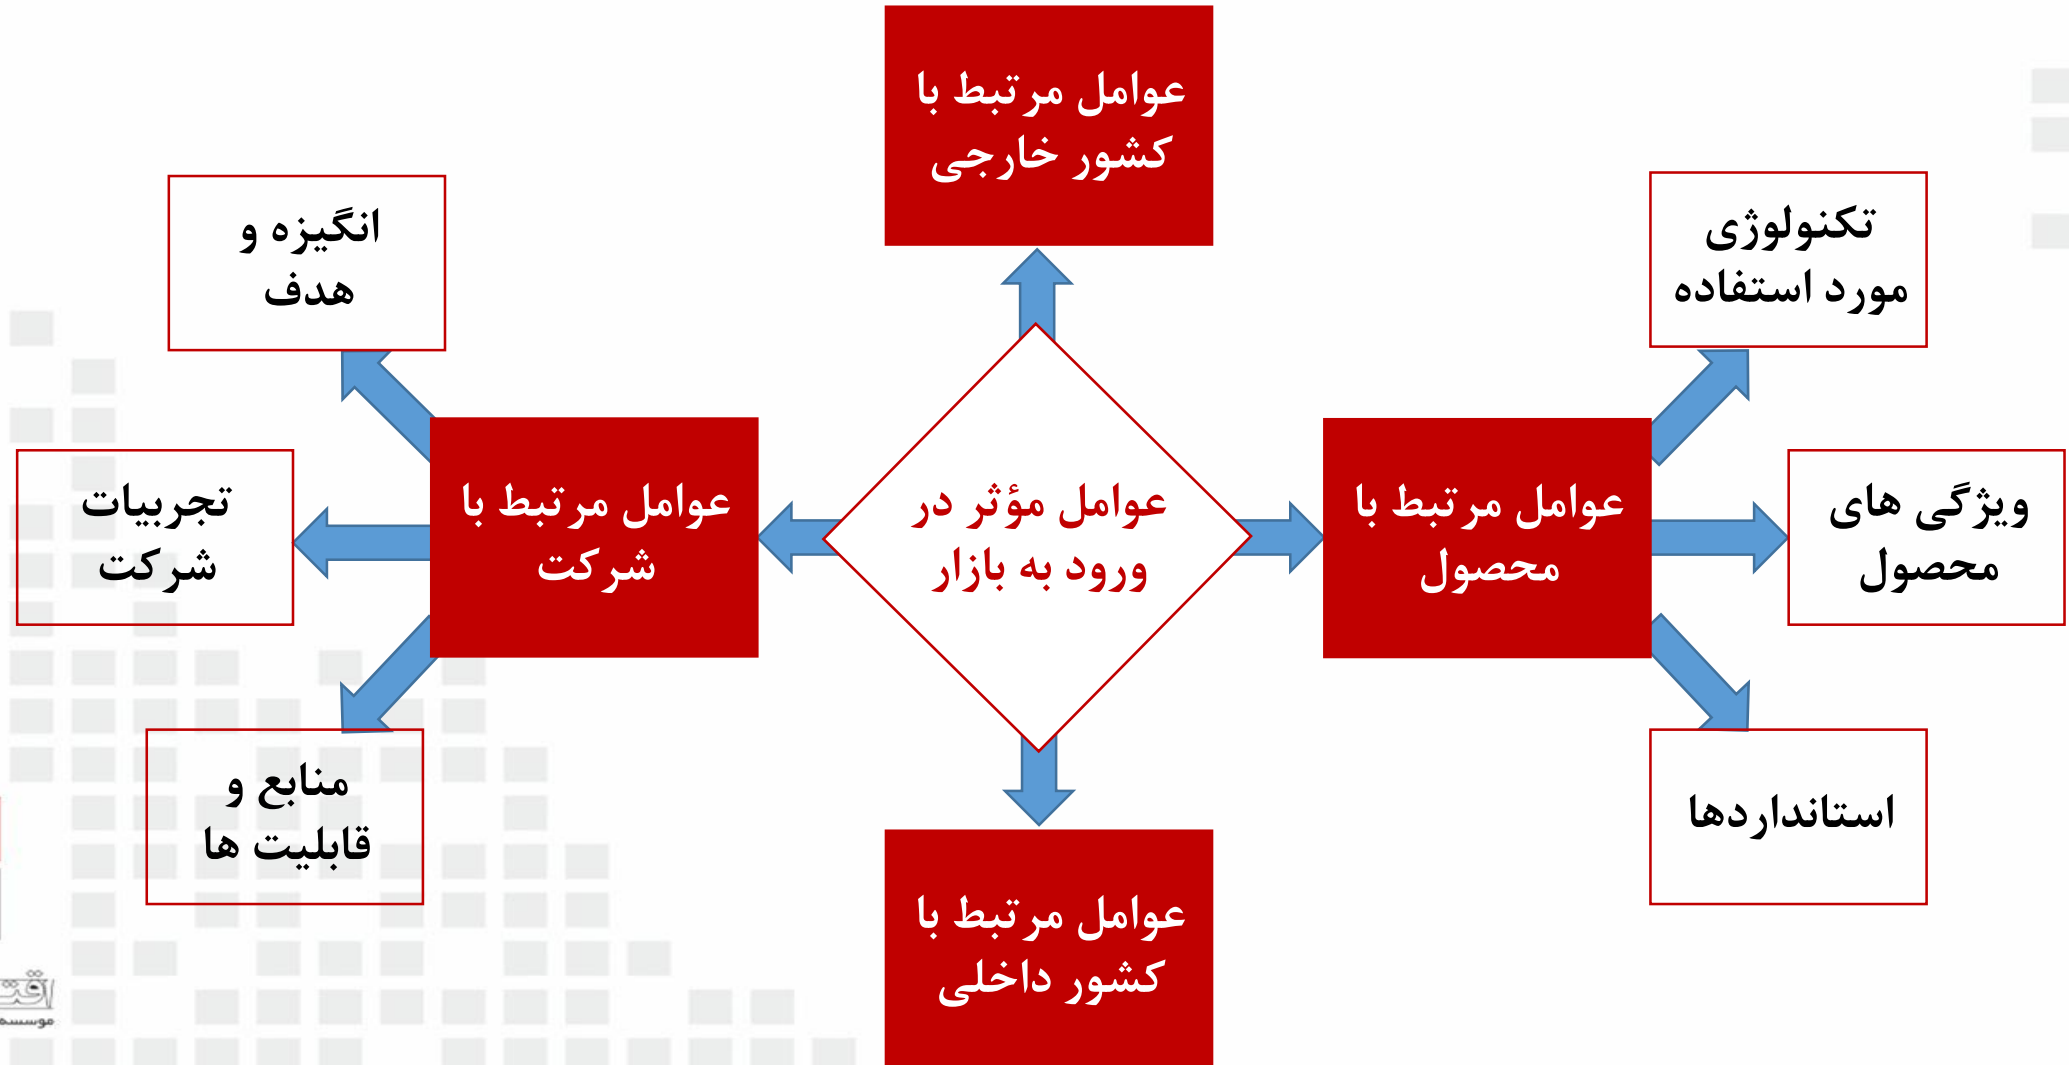 عوامل مرتبط با
کشور خارجی
تکنولوژی
مورد استفاده
انگیزه و
هدف
ویژگی های
محصول
عوامل مرتبط با
محصول
عوامل مؤثر در
ورود به بازار
عوامل مرتبط با
شرکت
تجربیات
شرکت
استانداردها
منابع و
قابلیت ها
عوامل مرتبط با
کشور داخلی
موسسه